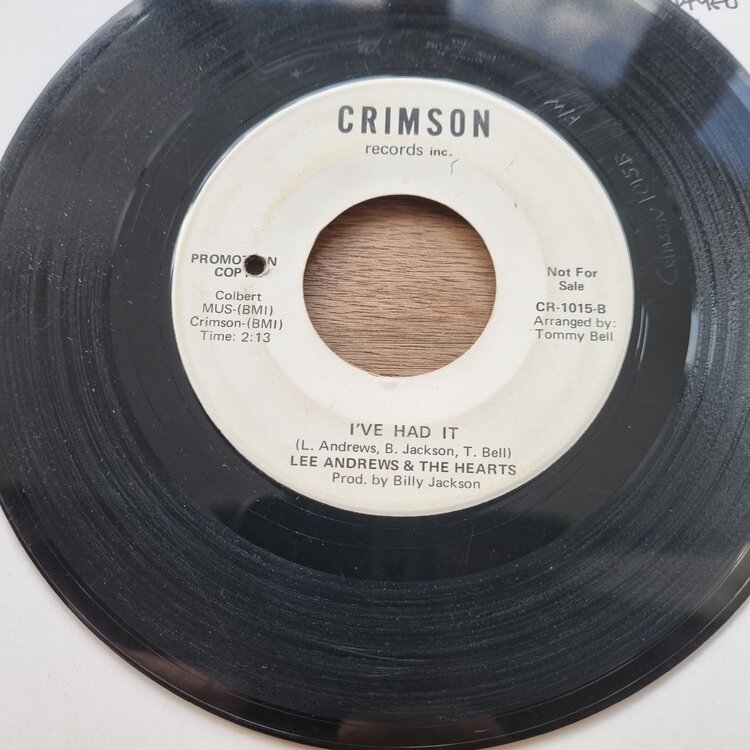 CRIMSON
records inc.
PROMOTION
COPY
Colbert
MUS-(BMI)
Crimson-(BMI)
Time: 2:13
Not For
Sale
CR-1015-B
Arranged by:
Tommy Bell
I'VE HAD IT
(L. Andrews, B. Jackson, T. Bell)
LEE ANDREWS & THE HEARTS
Prod. by Billy Jackson